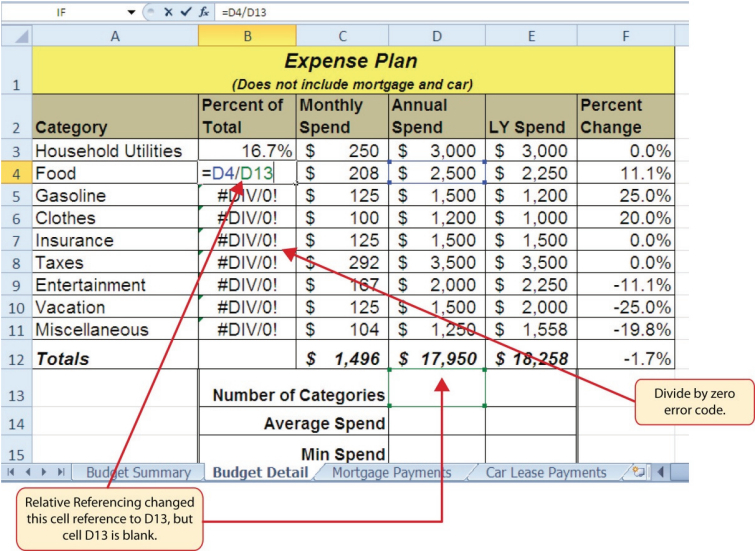 IF =D4/D13
A B C D E F
1 Expense Plan
(Does not include mortgage and car)
2 Category Percent of Total Monthly Spend Annual Spend LY Spend Percent Change
3 Household Utilities 16.7% $ 250 $ 3,000 $ 3,000 0.0%
4 Food =D4/D13 $ 208 $ 2,500 $ 2,250 11.1%
5 Gasoline #DIV/0! $ 125 $ 1,500 $ 1,200 25.0%
6 Clothes #DIV/0! $ 100 $ 1,200 $ 1,000 20.0%
7 Insurance #DIV/0! $ 125 $ 1,500 $ 1,500 0.0%
8 Taxes #DIV/0! $ 292 $ 3,500 $ 3,500 0.0%
9 Entertainment #DIV/0! $ 167 $ 2,000 $ 2,250 -11.1%
10 Vacation #DIV/0! $ 125 $ 1,500 $ 2,000 -25.0%
11 Miscellaneous #DIV/0! $ 104 $ 1,250 $ 1,558 -19.8%
12 Totals $ 1,496 $ 17,950 $ 18,258 -1.7%
13 Number of Categories
14 Average Spend
15 Min Spend
Divide by zero
error code.
Budget Summary Budget Detail Mortgage Payments Car Lease Payments
Relative Referencing changed
this cell reference to D13, but
cell D13 is blank.